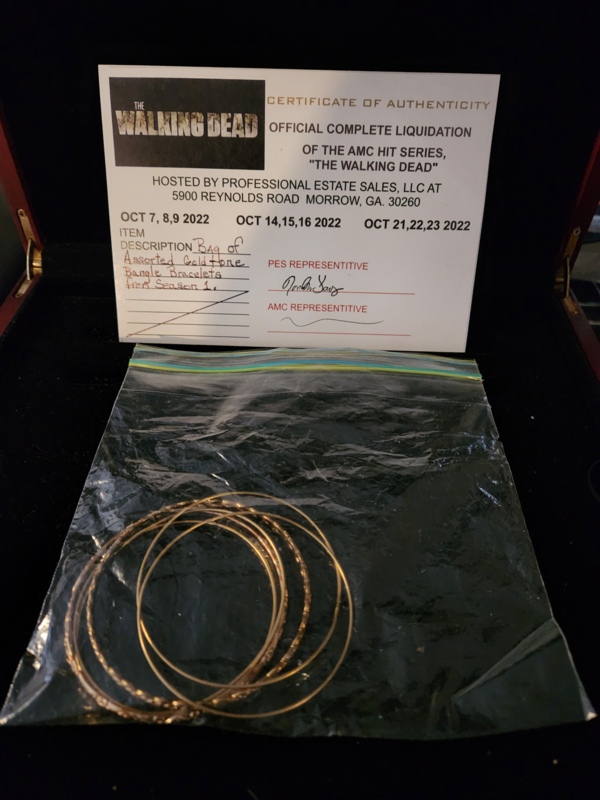 THE
WALKING DEAD
CERTIFICATE OF AUTHENTICITY
OFFICIAL COMPLETE LIQUIDATION
OF THE AMC HIT SERIES,
"THE WALKING DEAD"
HOSTED BY PROFESSIONAL ESTATE SALES, LLC AT
5900 REYNOLDS ROAD MORROW, GA. 30260
OCT 7, 8,9 2022 OCT 14,15,16 2022 OCT 21,22,23 2022
ITEM
DESCRIPTION Bag of
Assorted Gold tone
Bangle Bracelets
from Season 1.
PES REPRESENTATIVE
AMC REPRESENTATIVE